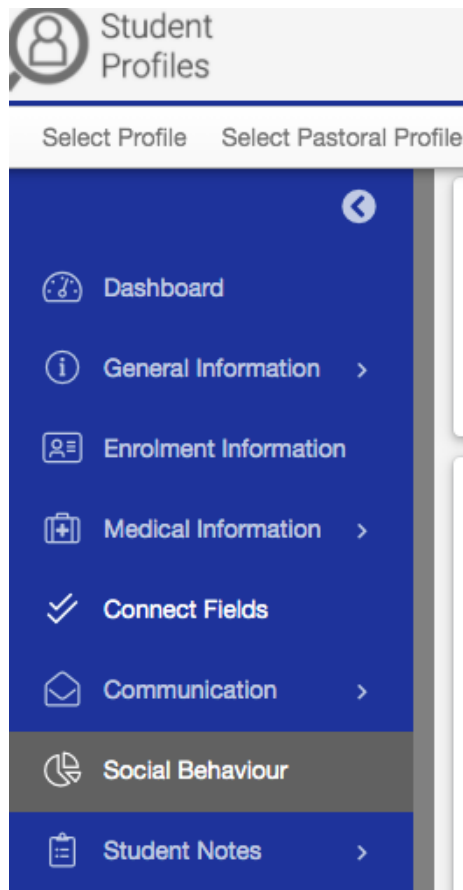 Student
Profiles
Select Profile Select Pastoral Profile
Dashboard
General Information
Enrolment Information
Medical Information
Connect Fields
Communication
Social Behaviour
Student Notes